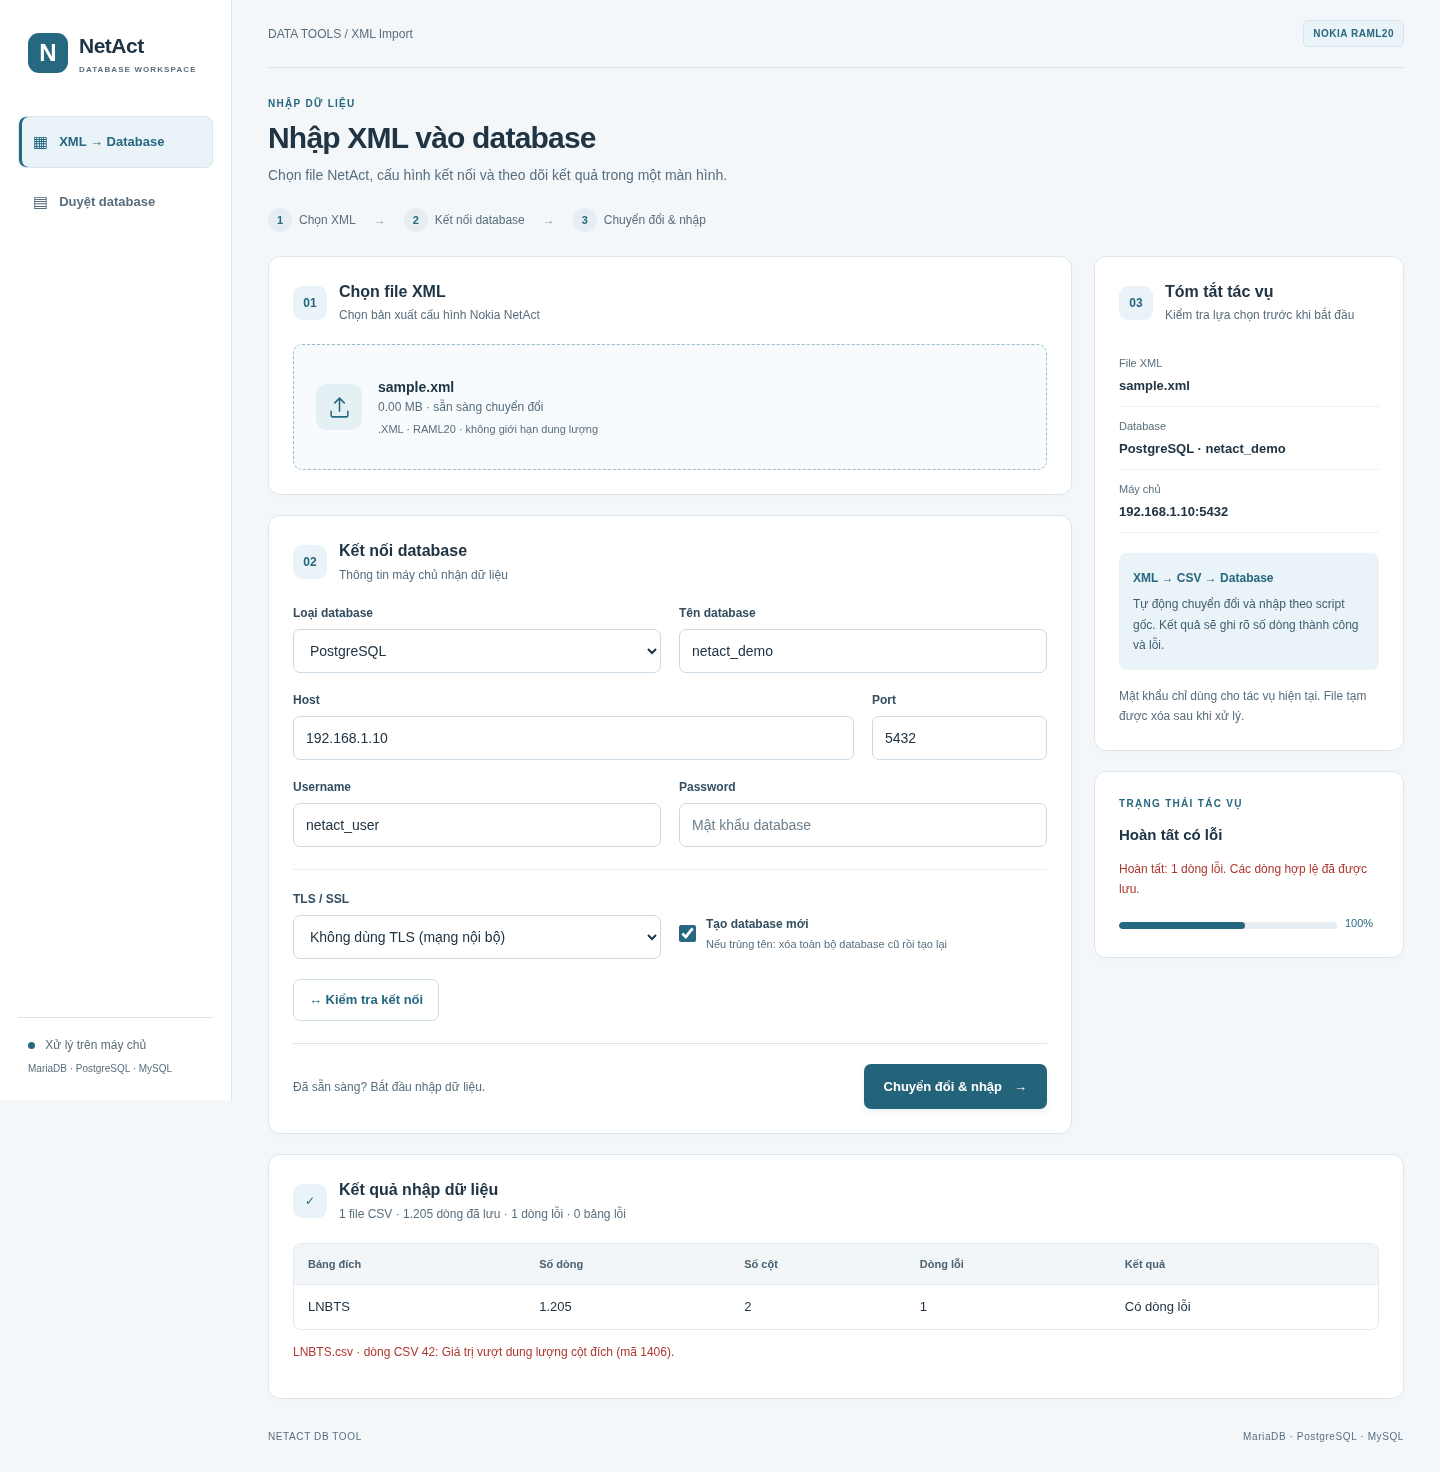 N
NetAct
DATABASE WORKSPACE
XML → Database
Duyệt database
Xử lý trên máy chủ
MariaDB · PostgreSQL · MySQL
DATA TOOLS / XML Import
NOKIA RAML20
NHẬP DỮ LIỆU
Nhập XML vào database
Chọn file NetAct, cấu hình kết nối và theo dõi kết quả trong một màn hình.
1 Chọn XML → 2 Kết nối database → 3 Chuyển đổi & nhập
01
Chọn file XML
Chọn bản xuất cấu hình Nokia NetAct
sample.xml
0.00 MB · sẵn sàng chuyển đổi
.XML · RAML20 · không giới hạn dung lượng
02
Kết nối database
Thông tin máy chủ nhận dữ liệu
Loại database
Tên database
PostgreSQL
netact_demo
Host
Port
192.168.1.10
5432
Username
Password
netact_user
Mật khẩu database
TLS / SSL
Không dùng TLS (mạng nội bộ)
Tạo database mới
Nếu trùng tên: xóa toàn bộ database cũ rồi tạo lại
↔ Kiểm tra kết nối
Đã sẵn sàng? Bắt đầu nhập dữ liệu.
Chuyển đổi & nhập →
03
Tóm tắt tác vụ
Kiểm tra lựa chọn trước khi bắt đầu
File XML
sample.xml
Database
PostgreSQL · netact_demo
Máy chủ
192.168.1.10:5432
XML → CSV → Database
Tự động chuyển đổi và nhập theo script
gốc. Kết quả sẽ ghi rõ số dòng thành công
và lỗi.
Mật khẩu chỉ dùng cho tác vụ hiện tại. File tạm
được xóa sau khi xử lý.
TRẠNG THÁI TÁC VỤ
Hoàn tất có lỗi
Hoàn tất: 1 dòng lỗi. Các dòng hợp lệ đã được
lưu.
100%
✓
Kết quả nhập dữ liệu
1 file CSV · 1.205 dòng đã lưu · 1 dòng lỗi · 0 bảng lỗi
Bảng đích Số dòng Số cột Dòng lỗi Kết quả
LNBTS 1.205 2 1 Có dòng lỗi
LNBTS.csv · dòng CSV 42: Giá trị vượt dung lượng cột đích (mã 1406).
NETACT DB TOOL
MariaDB · PostgreSQL · MySQL